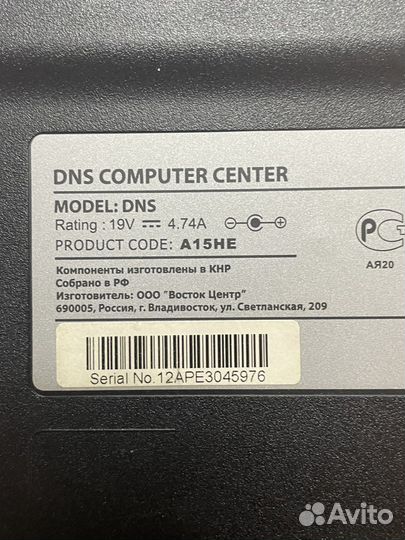 DNS COMPUTER CENTER
MODEL: DNS
Rating : 19V 4.74A
PRODUCT CODE: A15HE
Компоненты изготовлены в КНР
Собрано в РФ
Изготовитель: ООО "Восток Центр"
690005, Россия, г. Владивосток, ул. Светланская, 209
АЯ20
Serial No.12APE3045976
Avito